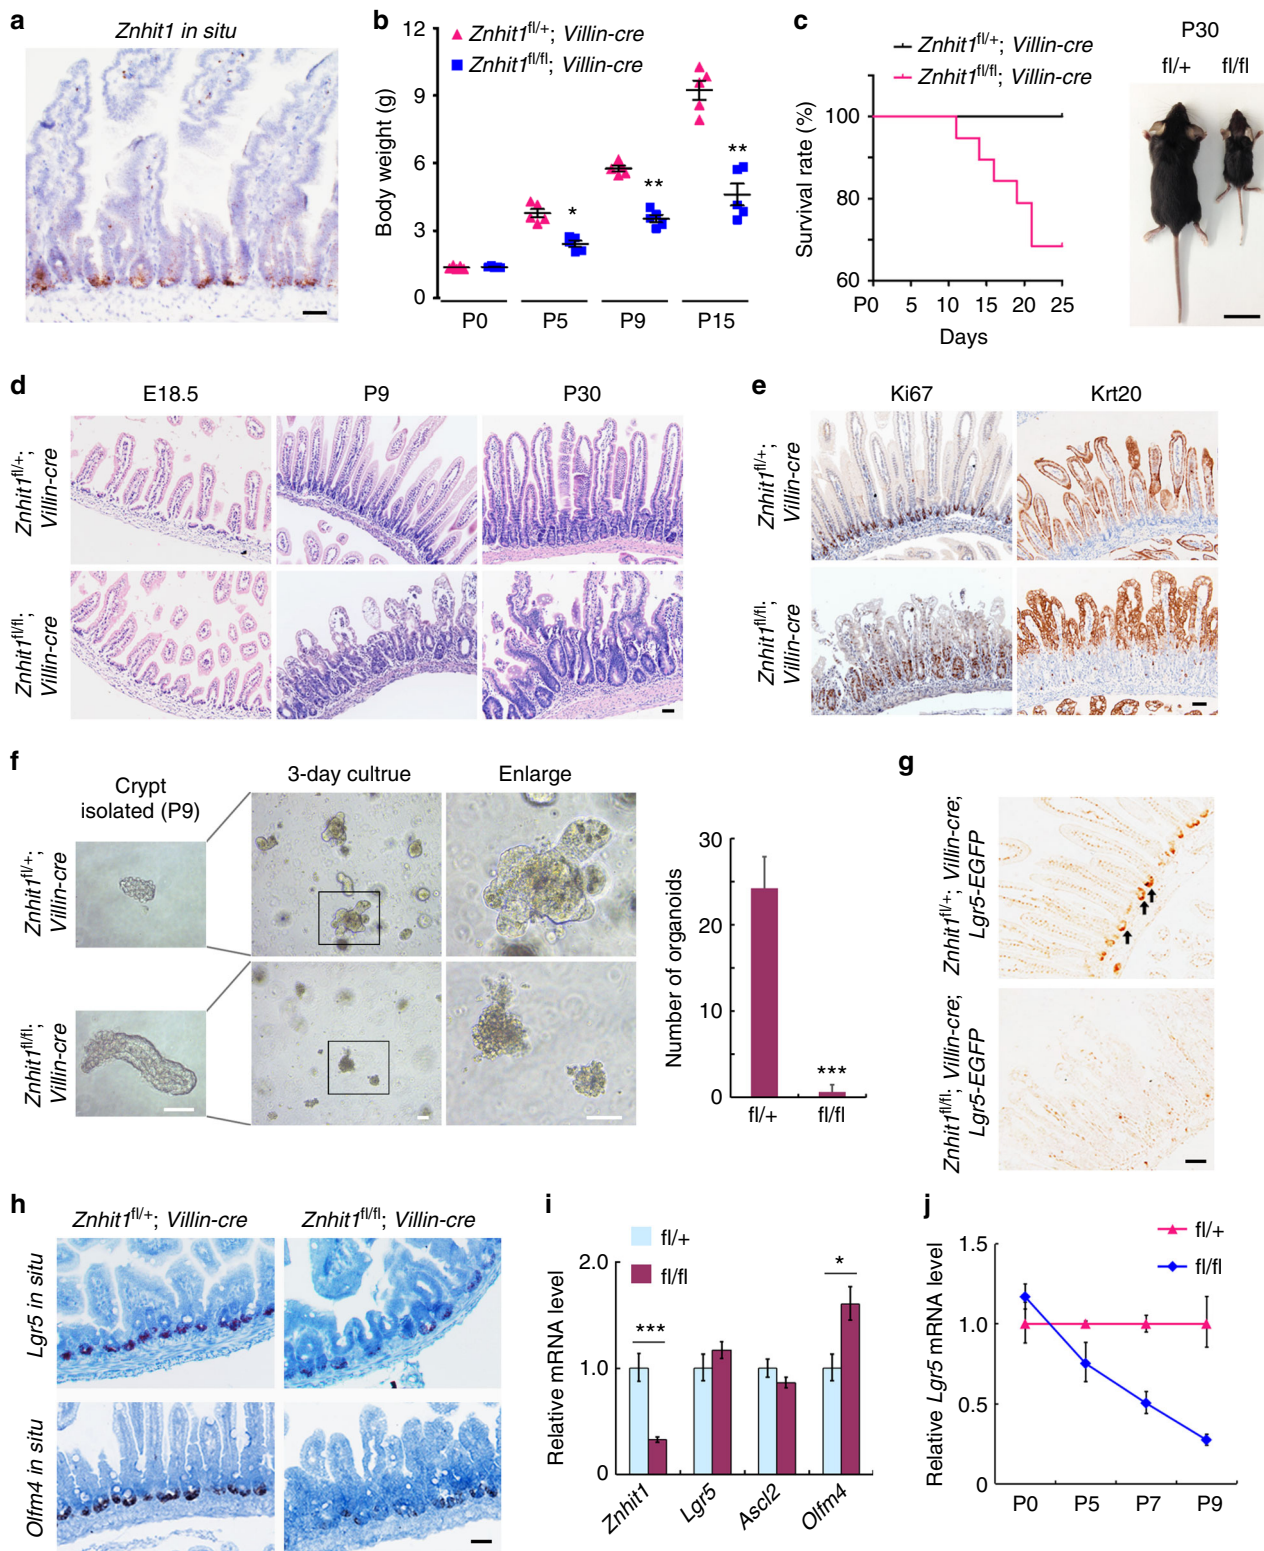 a
Znhit1 in situ
b
Body weight (g)
12
9
6
3
0
Znhit1fl/+; Villin-cre
Znhit1fl/fl; Villin-cre
*
**
**
P0 P5 P9 P15
c
Znhit1fl/+; Villin-cre
Znhit1fl/fl; Villin-cre
Survival rate (%)
100
80
60
P0 5 10 15 20 25
Days
P30
fl/+ fl/fl
d
E18.5 P9 P30
Znhit1fl/+;
Villin-cre
Znhit1fl/fl;
Villin-cre
e
Ki67 Krt20
Znhit1fl/+;
Villin-cre
Znhit1fl/fl;
Villin-cre
f
Crypt
isolated (P9)
3-day cultrue
Enlarge
Znhit1fl/+;
Villin-cre
Znhit1fl/fl;
Villin-cre
Number of organoids
30
20
10
0
***
fl/+ fl/fl
g
Znhit1fl/+; Villin-cre;
Lgr5-EGFP
Znhit1fl/fl; Villin-cre;
Lgr5-EGFP
h
Znhit1fl/+; Villin-cre Znhit1fl/fl; Villin-cre
Lgr5 in situ
Olfm4 in situ
i
fl/+
fl/fl
Relative mRNA level
2.0
1.0
0
***
*
Znhit1 Lgr5 Ascl2 Olfm4
j
fl/+
fl/fl
Relative Lgr5 mRNA level
1.5
1.0
0.5
0
P0 P5 P7 P9